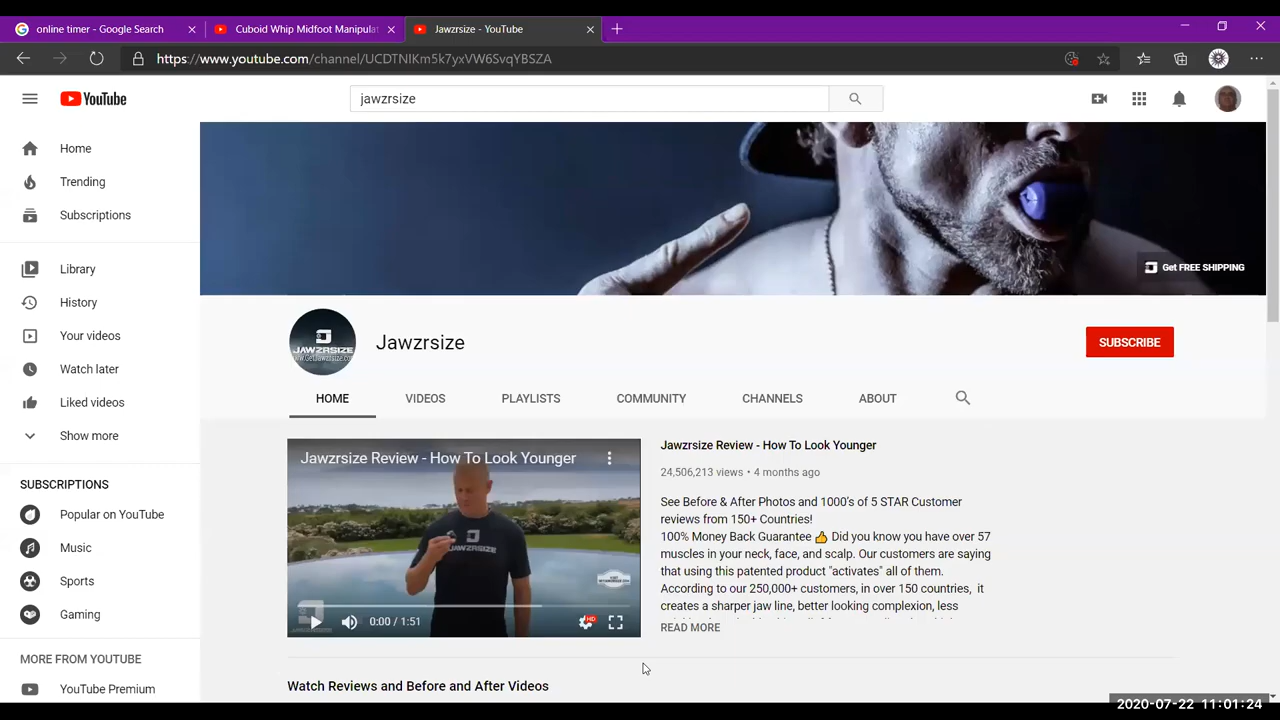 online timer - Google Search
Cuboid Whip Midfoot Manipulat
Jawzrsize - YouTube
https://www.youtube.com/channel/UCDTNIKm5k7yxVW6SvqYBSZA
YouTube
jawzrsize
Home
Trending
Subscriptions
Library
History
Your videos
Watch later
Liked videos
Show more
SUBSCRIPTIONS
Popular on YouTube
Music
Sports
Gaming
MORE FROM YOUTUBE
YouTube Premium
Get FREE SHIPPING
JAWZRSIZE
www.GetJawzrsize.com
Jawzrsize
SUBSCRIBE
HOME
VIDEOS
PLAYLISTS
COMMUNITY
CHANNELS
ABOUT
Jawzrsize Review - How To Look Younger
JAWZRSIZE
0:00 / 1:51
HD
Jawzrsize Review - How To Look Younger
24,506,213 views • 4 months ago
See Before & After Photos and 1000's of 5 STAR Customer
reviews from 150+ Countries!
100% Money Back Guarantee 👍 Did you know you have over 57
muscles in your neck, face, and scalp. Our customers are saying
that using this patented product "activates" all of them.
According to our 250,000+ customers, in over 150 countries, it
creates a sharper jaw line, better looking complexion, less
READ MORE
Watch Reviews and Before and After Videos
2020-07-22 11:01:24